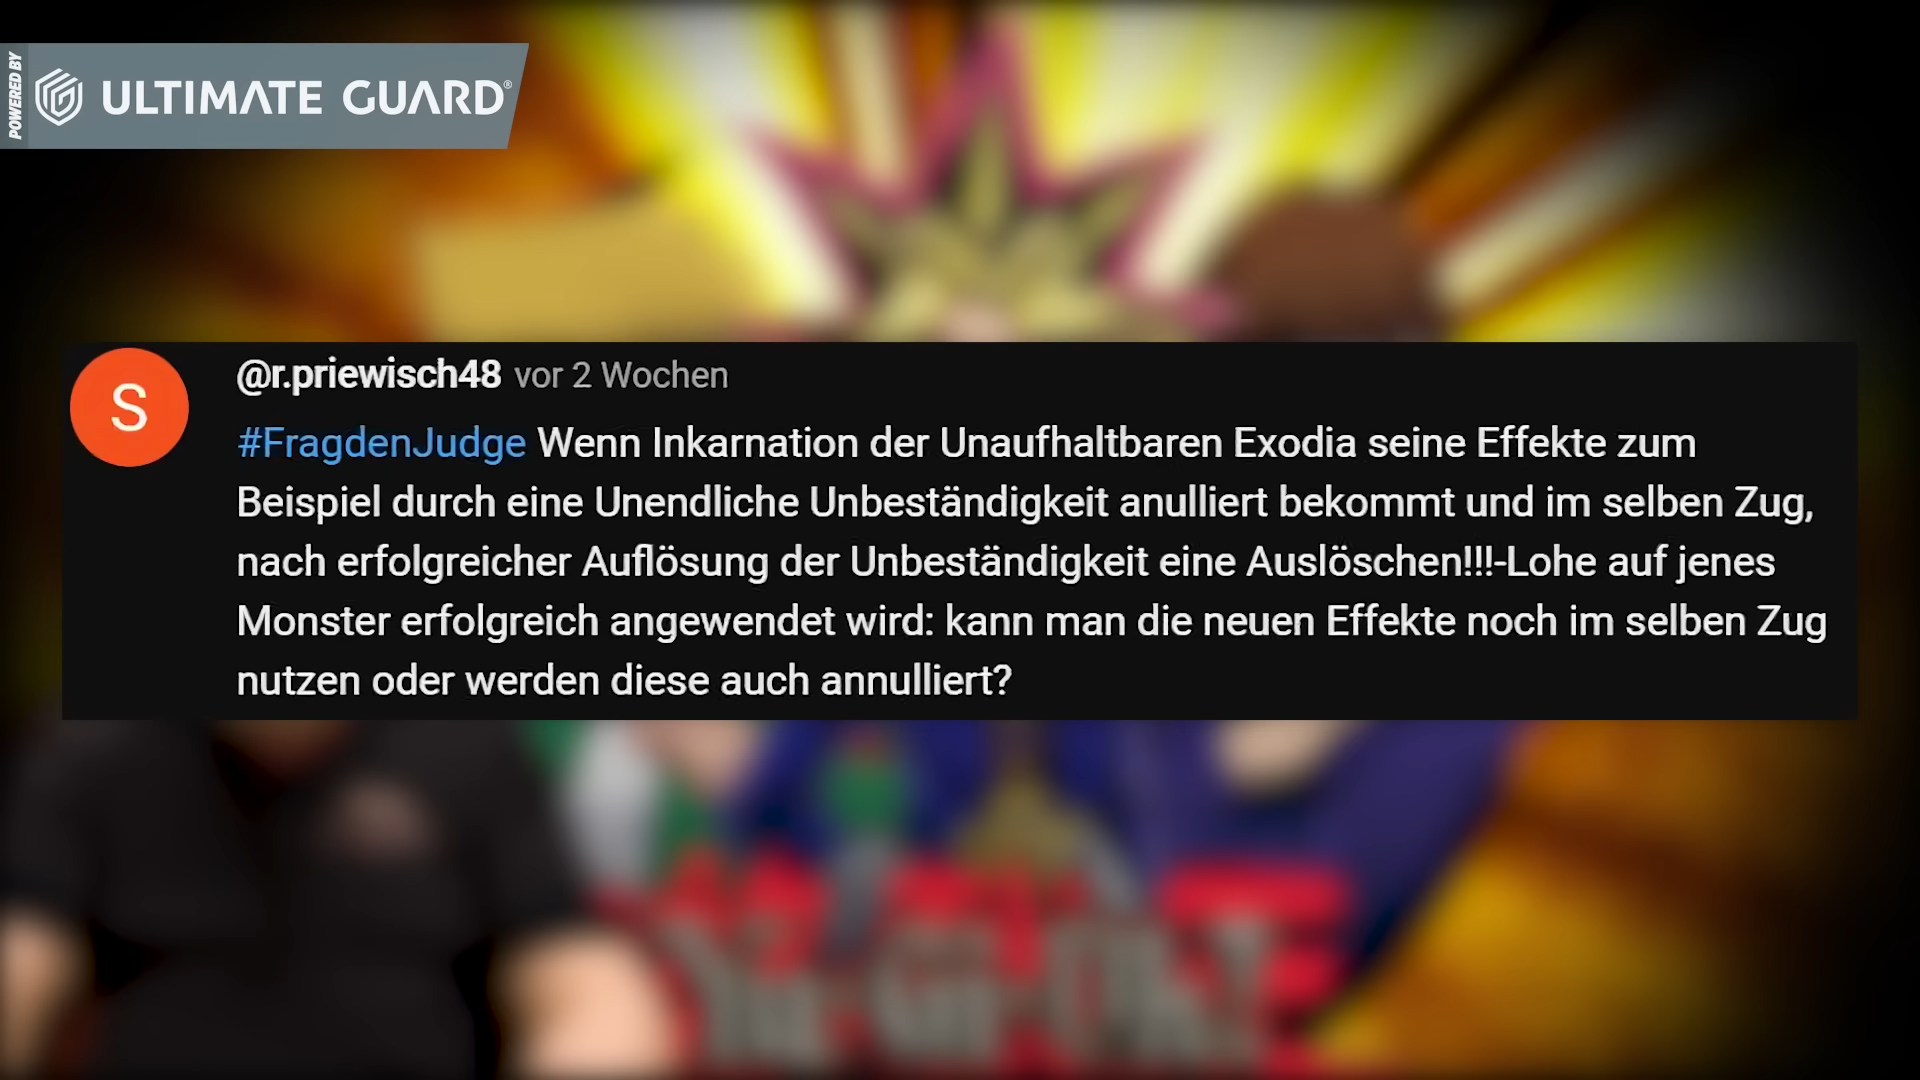 POWERED BY
ULTIMATE GUARD®
@r.priewisch48 vor 2 Wochen
S
#FragdenJudge Wenn Inkarnation der Unaufhaltbaren Exodia seine Effekte zum
Beispiel durch eine Unendliche Unbeständigkeit anulliert bekommt und im selben Zug,
nach erfolgreicher Auflösung der Unbeständigkeit eine Auslöschen!!!-Lohe auf jenes
Monster erfolgreich angewendet wird: kann man die neuen Effekte noch im selben Zug
nutzen oder werden diese auch annulliert?